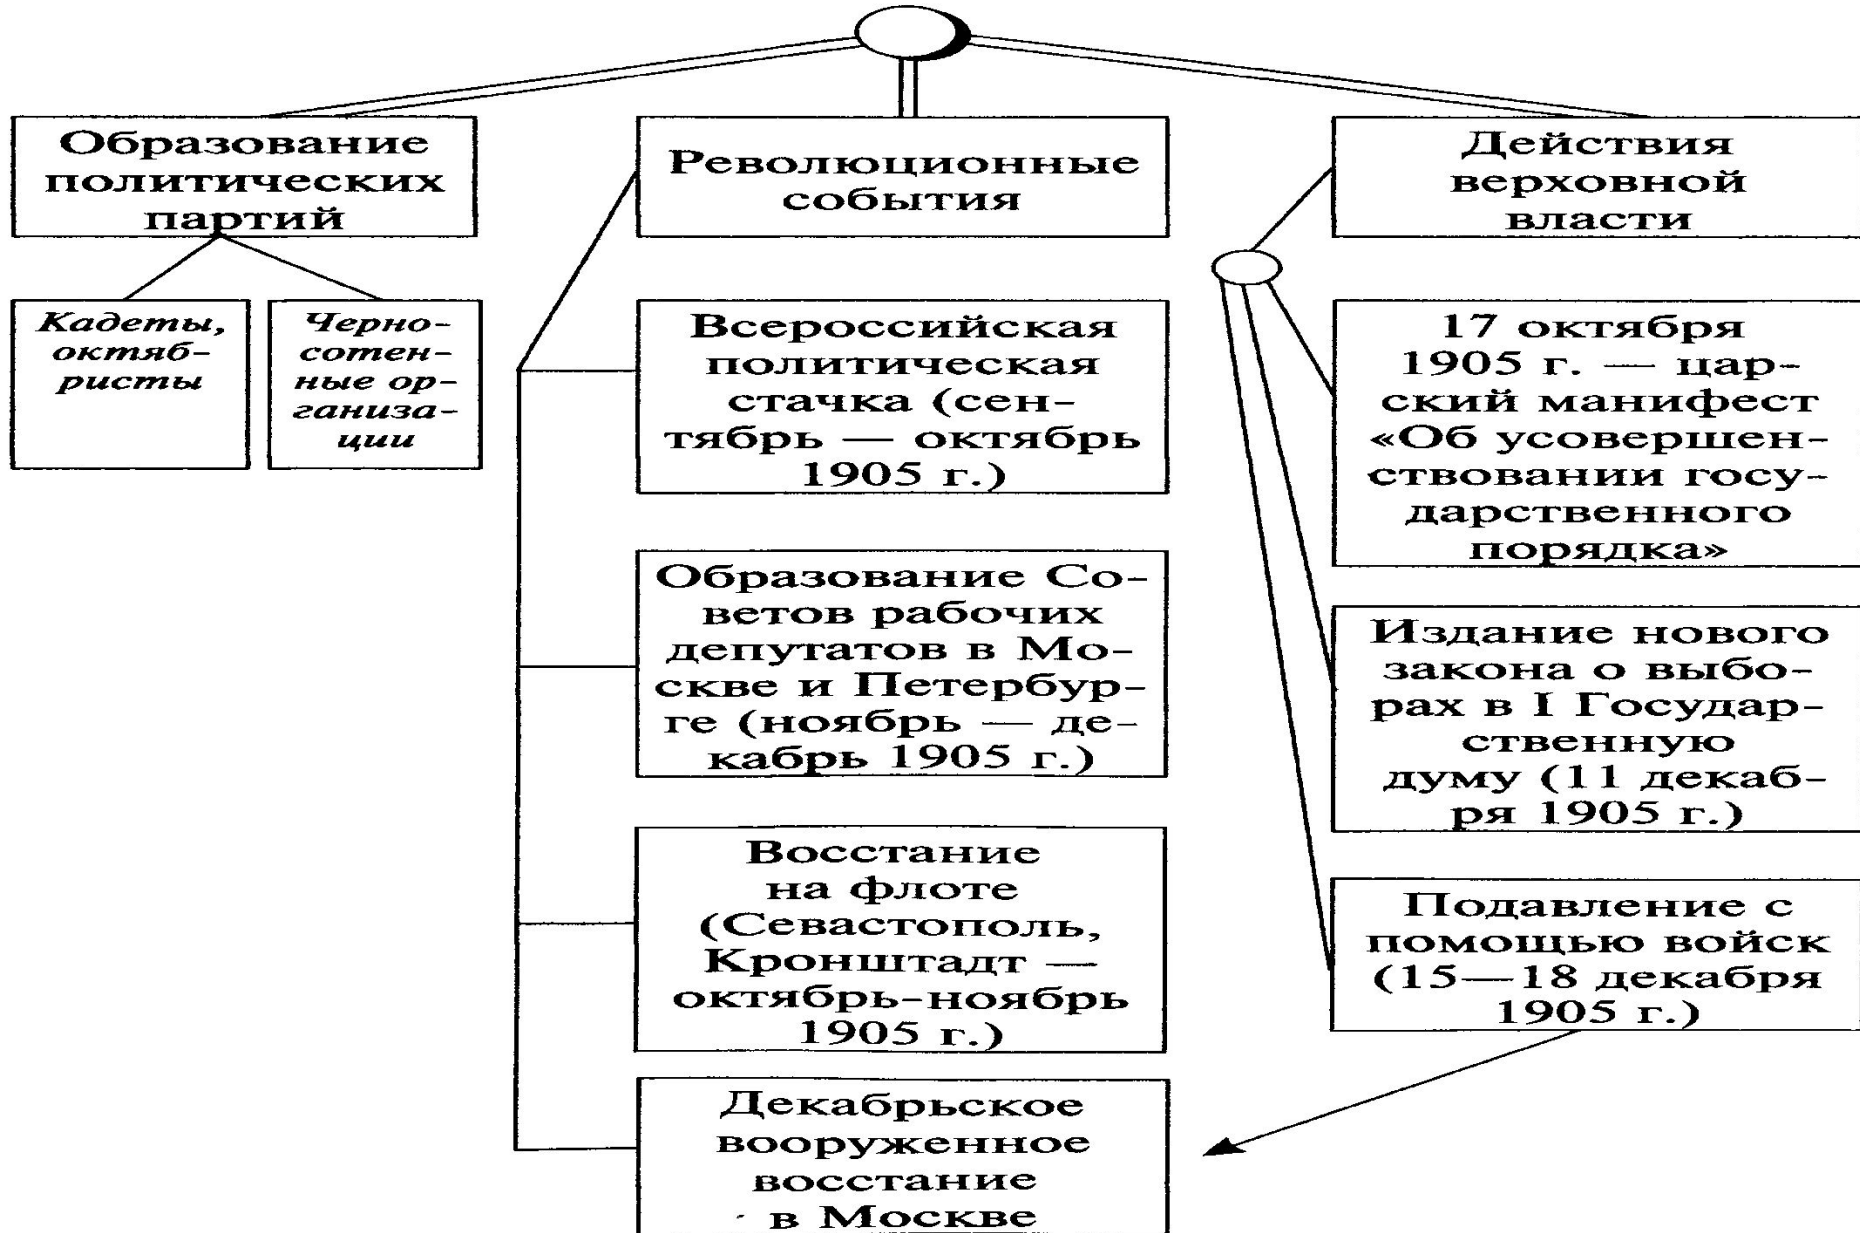 Образование
политических
партий
Кадеты,
октяб-
ристы
Черно-
сотен-
ные ор-
ганиза-
ции
Революционные
события
Всероссийская
политическая
стачка (сен-
тябрь — октябрь
1905 г.)
Образование Со-
ветов рабочих
депутатов в Мо-
скве и Петербур-
ге (ноябрь — де-
кабрь 1905 г.)
Восстание
на флоте
(Севастополь,
Кронштадт —
октябрь-ноябрь
1905 г.)
Декабрьское
вооруженное
восстание
в Москве
Действия
верховной
власти
17 октября
1905 г. — цар-
ский манифест
«Об усовершен-
ствовании госу-
дарственного
порядка»
Издание нового
закона о выбо-
рах в I Государ-
ственную
думу (11 декаб-
ря 1905 г.)
Подавление с
помощью войск
(15—18 декабря
1905 г.)